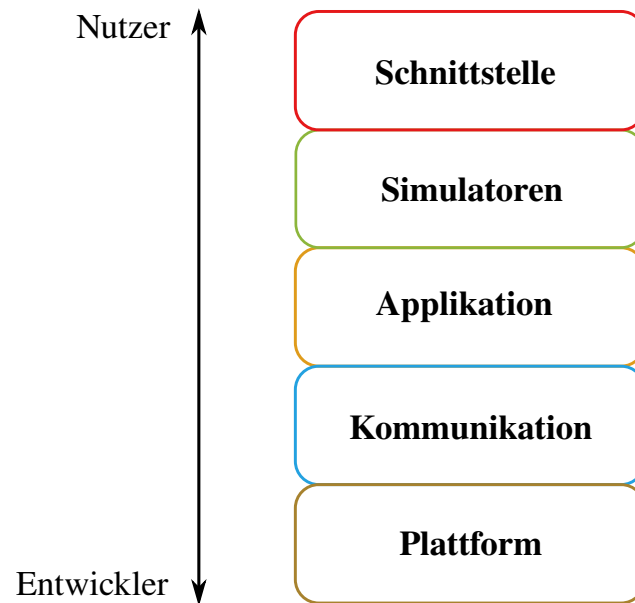 Nutzer
Schnittstelle
Simulatoren
Applikation
Kommunikation
Plattform
Entwickler